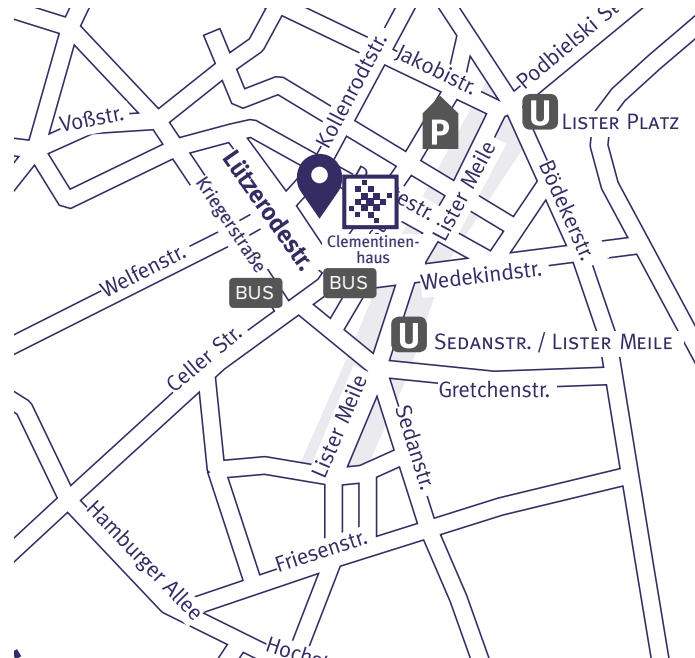 Podbielski St
Jakobistr.
Kollenrodtstr.
P
U
LISTER PLATZ
Voßstr.
Lister Meile
Bödekerstr.
Lützerodestr.
Kriegerstraße
Clementinen-
haus
Welfenstr.
BUS
BUS
Wedekindstr.
U
SEDANSTR. / LISTER MEILE
Celler Str.
Gretchenstr.
Lister Meile
Sedanstr.
Hamburger Allee
Friesenstr.